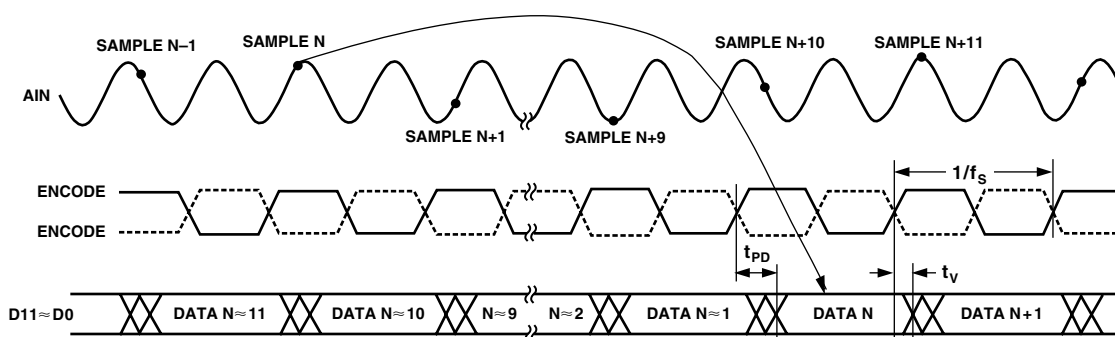 SAMPLE N–1
SAMPLE N
SAMPLE N+10
SAMPLE N+11
AIN
SAMPLE N+1
SAMPLE N+9
ENCODE
1/fS
ENCODE
tPD
tV
D11≈D0
DATA N≈11
DATA N≈10
N≈9
N≈2
DATA N≈1
DATA N
DATA N+1